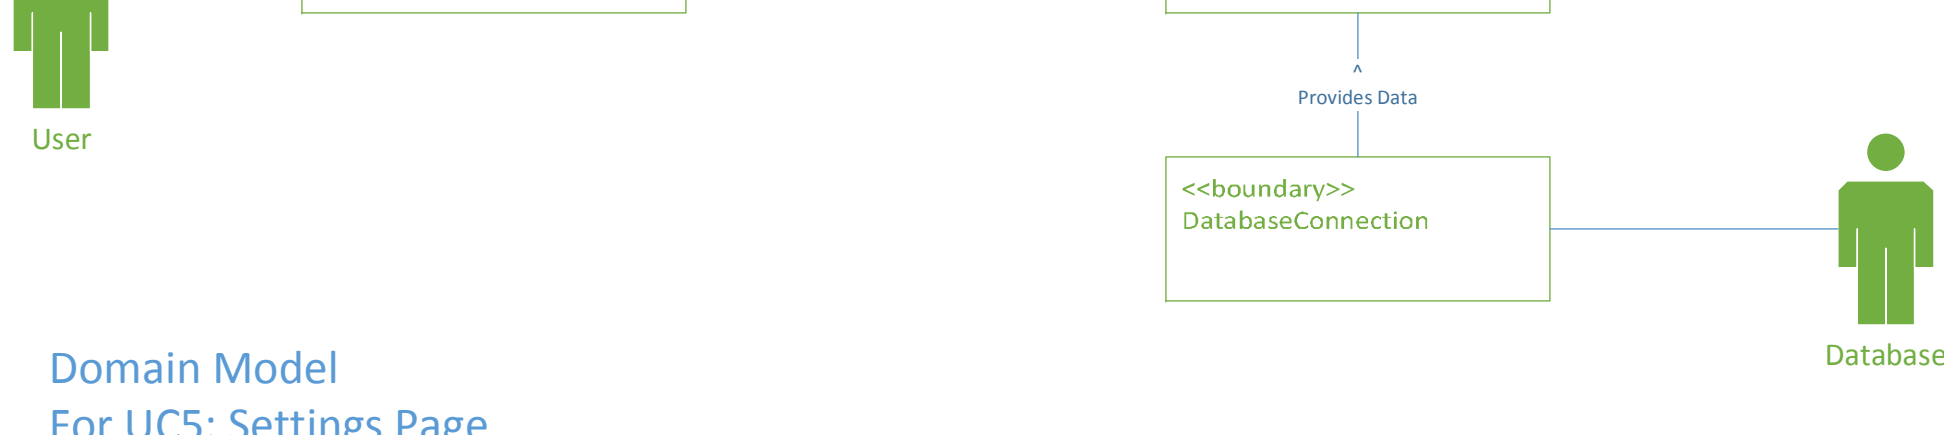 ^
Provides Data
User
<<boundary>>
DatabaseConnection
Database
Domain Model
For UC5: Settings Page